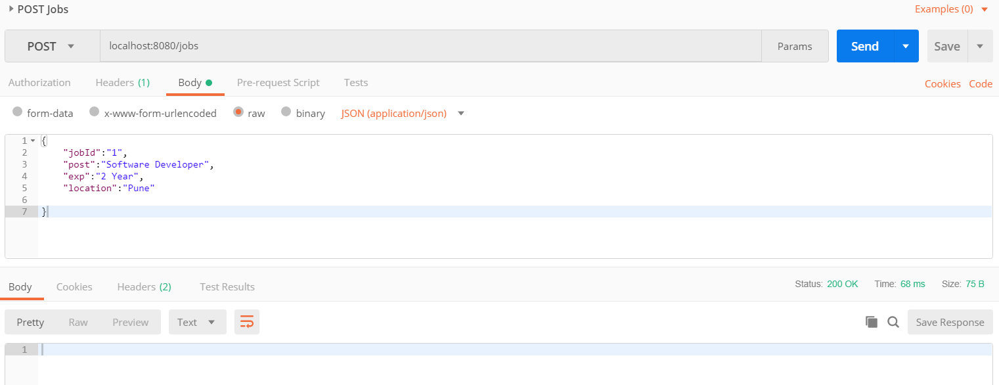 POST Jobs Examples (0)
POST localhost:8080/jobs Params Send Save
Authorization Headers (1) Body Pre-request Script Tests Cookies Code
form-data x-www-form-urlencoded raw binary JSON (application/json)
1 {
2 "jobId":"1",
3 "post":"Software Developer",
4 "exp":"2 Year",
5 "location":"Pune"
6
7 }
Body Cookies Headers (2) Test Results Status: 200 OK Time: 68 ms Size: 75 B
Pretty Raw Preview Text Save Response
1